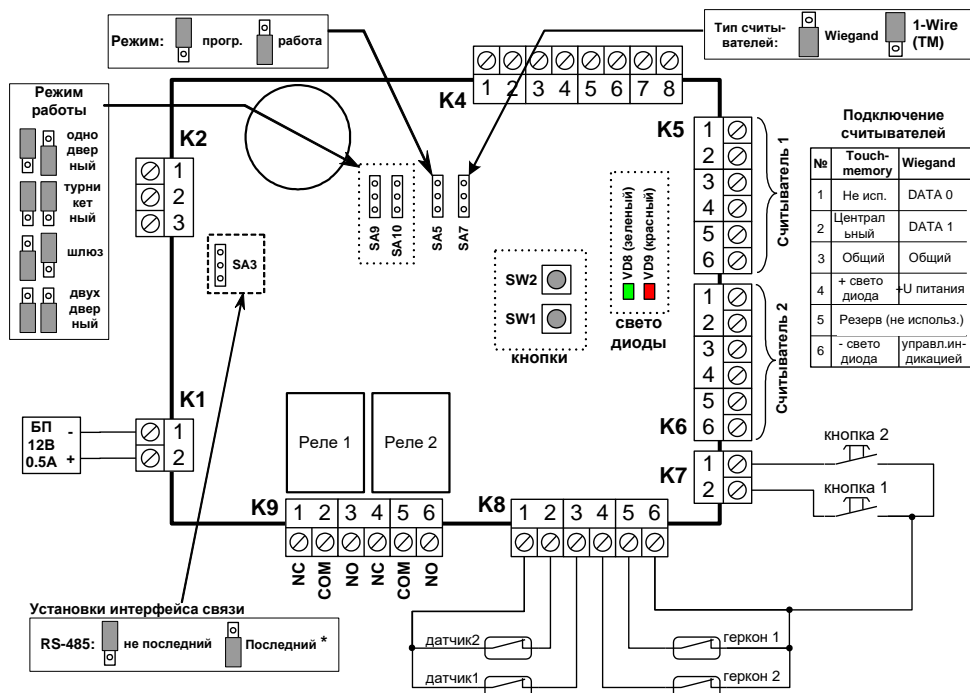 Режим: прогр. работа
Тип считы-
вателей:
Wiegand
1-Wire
(TM)
Режим
работы
одно
двер
ный
турни
кет
ный
шлюз
двух
двер
ный
K4
1 2 3 4 5 6 7 8
K2
1
2
3
SA9
SA10
SA5
SA7
SA3
VD8 (зеленый)
VD9 (красный)
свето
диоды
SW2
SW1
кнопки
K5
1
2
3
4
5
6
Считыватель 1
1
2
3
4
5
6
K6
Считыватель 2
Подключение
считывателей
№ Touch-memory Wiegand
1 Не исп. DATA 0
2 Централ ьный DATA 1
3 Общий Общий
4 + свето диода +U питания
5 Резерв (не использ.)
6 - свето диода управл.ин-дикацией
K1
1
2
БП -
12В
0.5А +
Реле 1
Реле 2
K7
1
2
кнопка 2
кнопка 1
K9
1 2 3 4 5 6
NC COM NO NC COM NO
K8
1 2 3 4 5 6
Установки интерфейса связи
RS-485: не последний Последний *
датчик2
датчик1
геркон 1
геркон 2